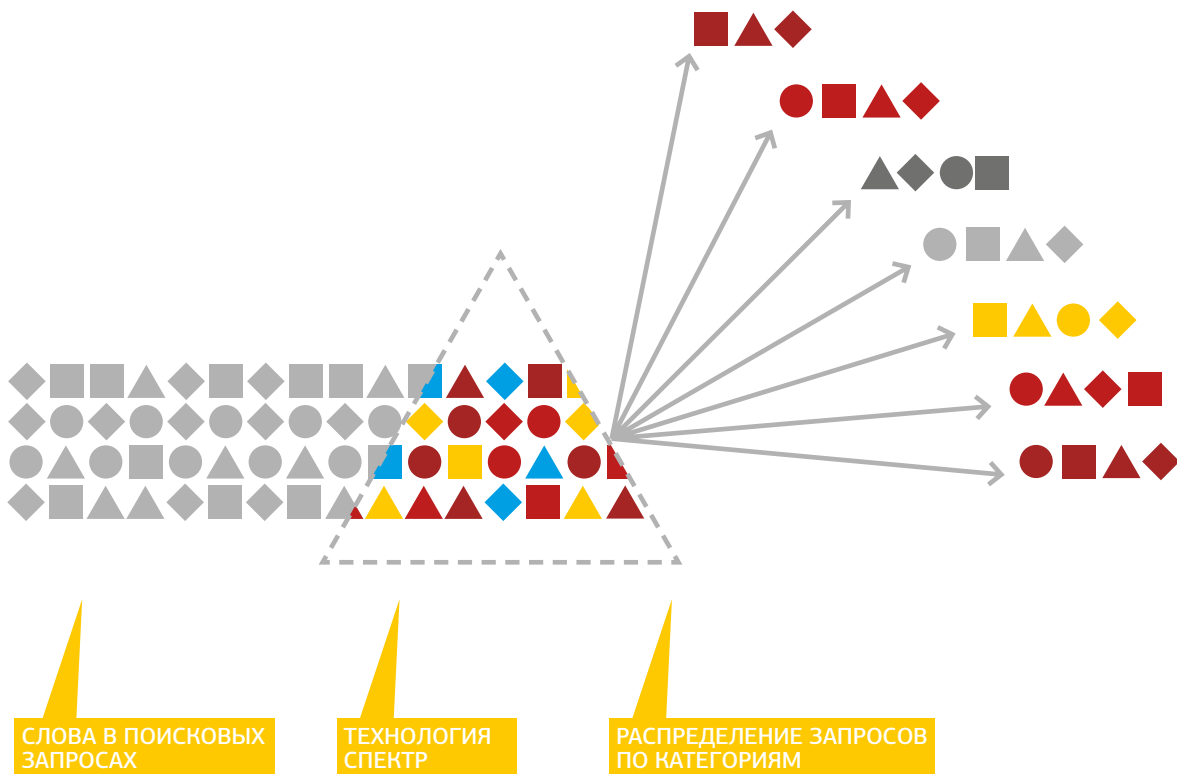 СЛОВА В ПОИСКОВЫХ
ЗАПРОСАХ
ТЕХНОЛОГИЯ
СПЕКТР
РАСПРЕДЕЛЕНИЕ ЗАПРОСОВ
ПО КАТЕГОРИЯМ